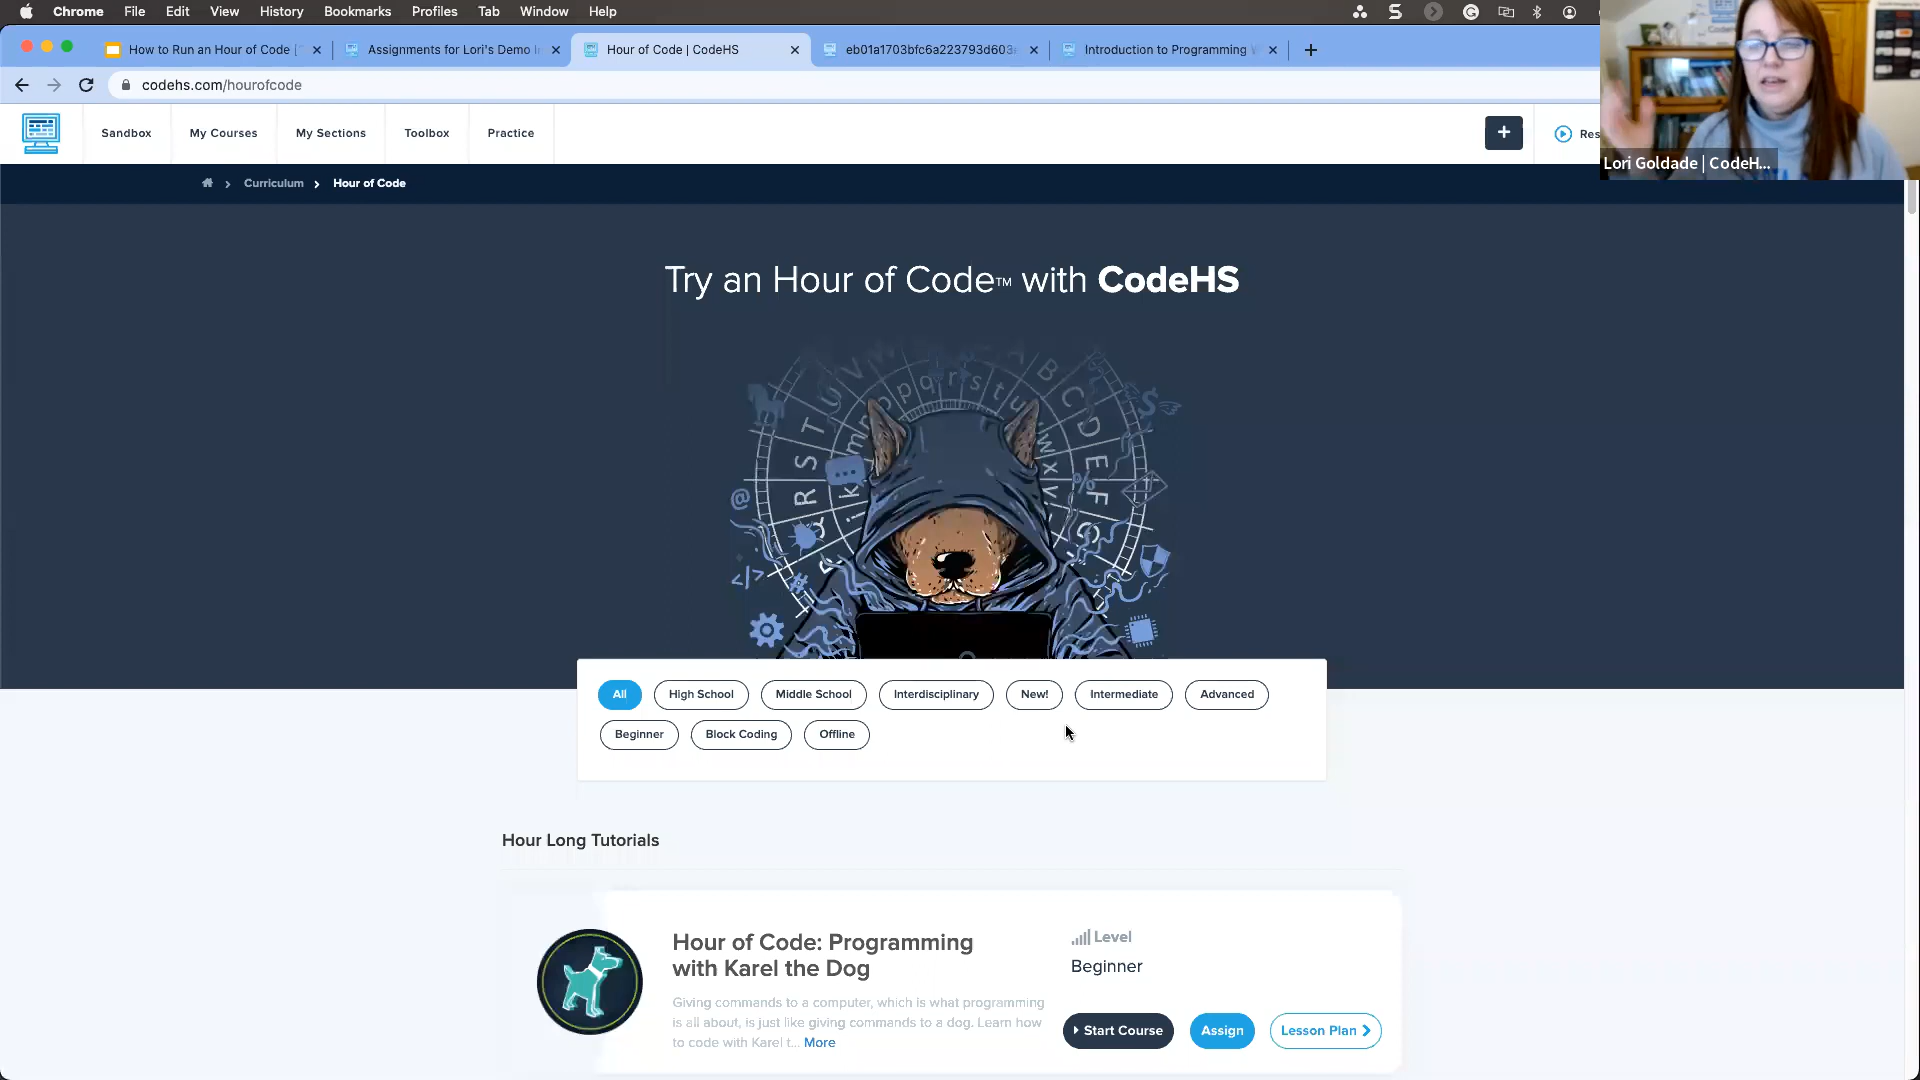 Chrome File Edit View History Bookmarks Profiles Tab Window Help
How to Run an Hour of Code [
Assignments for Lori's Demo I
Hour of Code | CodeHS
eb01a1703bfc6a223793d603
Introduction to Programming
codehs.com/hourofcode
Sandbox My Courses My Sections Toolbox Practice
+
Lori Goldade | CodeH...
Curriculum Hour of Code
Try an Hour of Code™ with CodeHS
All High School Middle School Interdisciplinary New! Intermediate Advanced
Beginner Block Coding Offline
Hour Long Tutorials
Hour of Code: Programming
with Karel the Dog
Giving commands to a computer, which is what programming
is all about, is just like giving commands to a dog. Learn how
to code with Karel t... More
Level
Beginner
Start Course Assign Lesson Plan